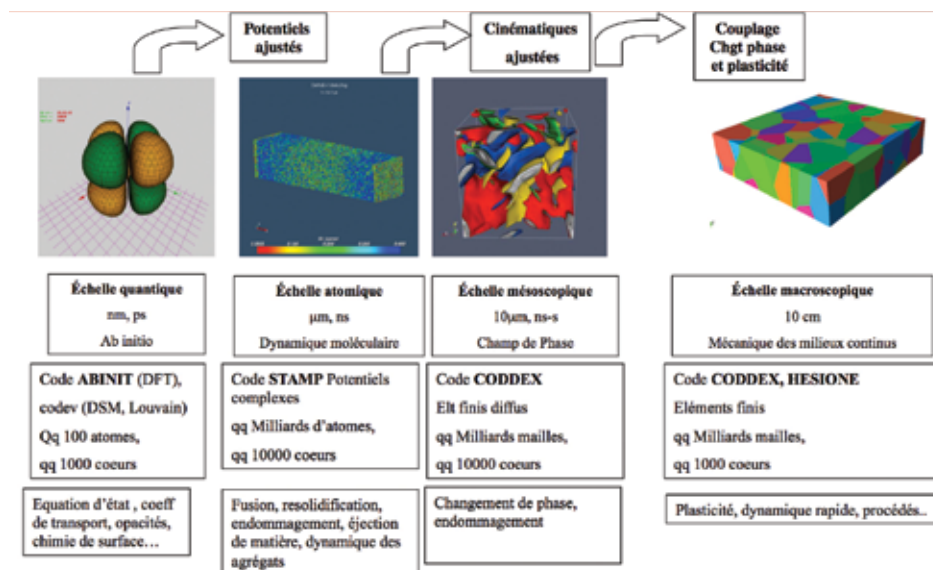 Potentiels
ajustés
Cinématiques
ajustées
Couplage
Chgt phase
et plasticité
Échelle quantique
nm, ps
Ab initio
Échelle atomique
µm, ns
Dynamique moléculaire
Échelle mésoscopique
10µm, ns-s
Champ de Phase
Échelle macroscopique
10 cm
Mécanique des milieux continus
Code ABINIT (DFT),
codev (DSM, Louvain)
Qq 100 atomes,
qq 1000 coeurs
Code STAMP Potentiels
complexes
qq Milliards d'atomes,
qq 10000 coeurs
Code CODDEX
Elt finis diffus
qq Milliards mailles,
qq 10000 coeurs
Code CODDEX, HESIONE
Eléments finis
qq Milliards mailles,
qq 1000 coeurs
Equation d'état , coeff
de transport, opacités,
chimie de surface…
Fusion, resolidification,
endommagement, éjection
de matière, dynamique des
agrégats
Changement de phase,
endommagement
Plasticité, dynamique rapide, procédés..